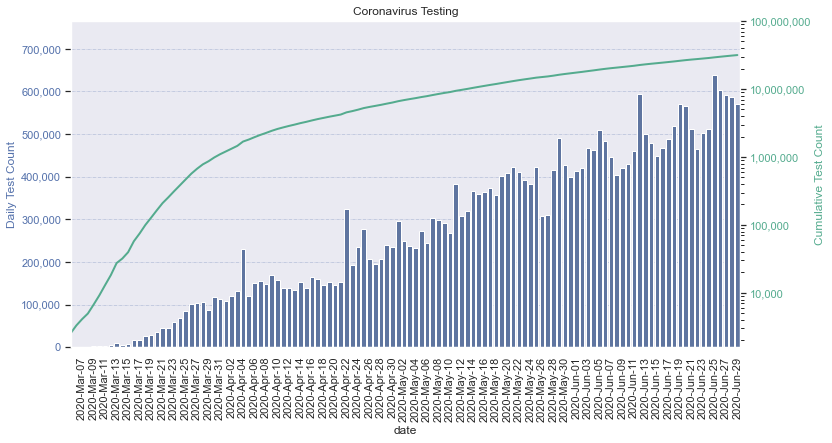 Coronavirus Testing
Daily Test Count
700,000
600,000
500,000
400,000
300,000
200,000
100,000
0
100,000,000
10,000,000
1,000,000
100,000
10,000
Cumulative Test Count
2020-Mar-07
2020-Mar-09
2020-Mar-11
2020-Mar-13
2020-Mar-15
2020-Mar-17
2020-Mar-19
2020-Mar-21
2020-Mar-23
2020-Mar-25
2020-Mar-27
2020-Mar-29
2020-Mar-31
2020-Apr-02
2020-Apr-04
2020-Apr-06
2020-Apr-08
2020-Apr-10
2020-Apr-12
2020-Apr-14
2020-Apr-16
2020-Apr-18
2020-Apr-20
2020-Apr-22
2020-Apr-24
2020-Apr-26
2020-Apr-28
2020-Apr-30
2020-May-02
2020-May-04
2020-May-06
2020-May-08
2020-May-10
2020-May-12
2020-May-14
2020-May-16
2020-May-18
2020-May-20
2020-May-22
2020-May-24
2020-May-26
2020-May-28
2020-May-30
2020-Jun-01
2020-Jun-03
2020-Jun-05
2020-Jun-07
2020-Jun-09
2020-Jun-11
2020-Jun-13
2020-Jun-15
2020-Jun-17
2020-Jun-19
2020-Jun-21
2020-Jun-23
2020-Jun-25
2020-Jun-27
2020-Jun-29
date